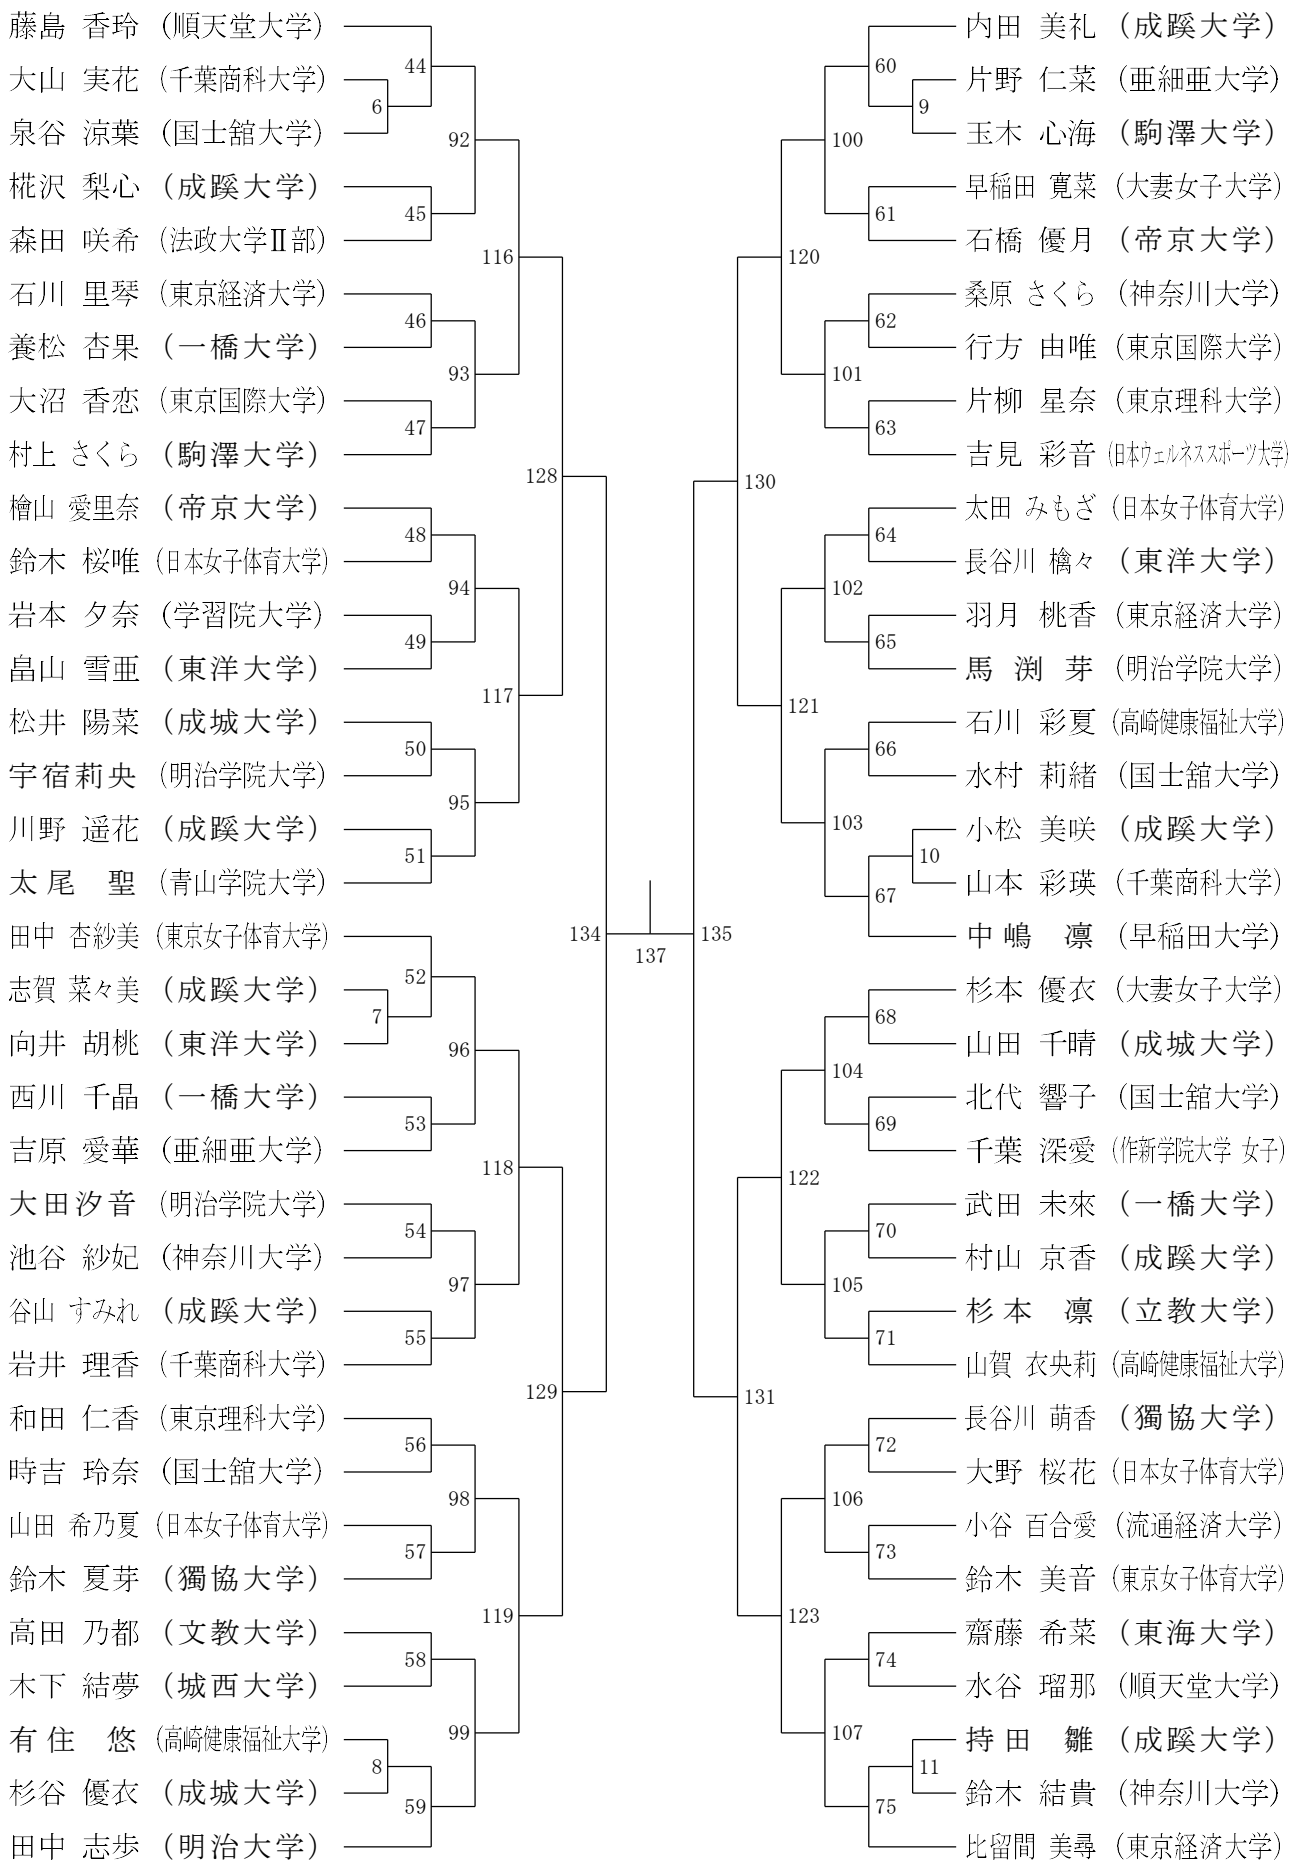 藤島 香玲 (順天堂大学)
44
大山 実花 (千葉商科大学)
6
泉谷 涼葉 (国士舘大学)
92
椛沢 梨心 (成蹊大学)
45
森田 咲希 (法政大学Ⅱ部)
116
石川 里琴 (東京経済大学)
46
養松 杏果 (一橋大学)
93
大沼 香恋 (東京国際大学)
47
村上 さくら (駒澤大学)
128
檜山 愛里奈 (帝京大学)
48
鈴木 桜唯 (日本女子体育大学)
94
岩本 夕奈 (学習院大学)
49
畠山 雪亜 (東洋大学)
117
松井 陽菜 (成城大学)
50
宇宿莉央 (明治学院大学)
95
川野 遥花 (成蹊大学)
51
太尾 聖 (青山学院大学)
134
田中 杏紗美 (東京女子体育大学)
52
志賀 菜々美 (成蹊大学)
7
向井 胡桃 (東洋大学)
96
西川 千晶 (一橋大学)
53
吉原 愛華 (亜細亜大学)
118
大田汐音 (明治学院大学)
54
池谷 紗妃 (神奈川大学)
97
谷山 すみれ (成蹊大学)
55
岩井 理香 (千葉商科大学)
129
和田 仁香 (東京理科大学)
56
時吉 玲奈 (国士舘大学)
98
山田 希乃夏 (日本女子体育大学)
57
鈴木 夏芽 (獨協大学)
119
高田 乃都 (文教大学)
58
木下 結夢 (城西大学)
99
有住 悠 (高崎健康福祉大学)
8
杉谷 優衣 (成城大学)
59
田中 志歩 (明治大学)
137
内田 美礼 (成蹊大学)
60
片野 仁菜 (亜細亜大学)
9
玉木 心海 (駒澤大学)
100
早稲田 寛菜 (大妻女子大学)
61
石橋 優月 (帝京大学)
120
桑原 さくら (神奈川大学)
62
行方 由唯 (東京国際大学)
101
片柳 星奈 (東京理科大学)
63
吉見 彩音 (日本ウェルネススポーツ大学)
130
太田 みもざ (日本女子体育大学)
64
長谷川 檎々 (東洋大学)
102
羽月 桃香 (東京経済大学)
65
馬渕 芽 (明治学院大学)
121
石川 彩夏 (高崎健康福祉大学)
66
水村 莉緒 (国士舘大学)
103
小松 美咲 (成蹊大学)
10
山本 彩瑛 (千葉商科大学)
67
中嶋 凛 (早稲田大学)
135
杉本 優衣 (大妻女子大学)
68
山田 千晴 (成城大学)
104
北代 響子 (国士舘大学)
69
千葉 深愛 (作新学院大学 女子)
122
武田 未來 (一橋大学)
70
村山 京香 (成蹊大学)
105
杉本 凛 (立教大学)
71
山賀 衣央莉 (高崎健康福祉大学)
131
長谷川 萌香 (獨協大学)
72
大野 桜花 (日本女子体育大学)
106
小谷 百合愛 (流通経済大学)
73
鈴木 美音 (東京女子体育大学)
123
齋藤 希菜 (東海大学)
74
水谷 瑠那 (順天堂大学)
107
持田 雛 (成蹊大学)
11
鈴木 結貴 (神奈川大学)
75
比留間 美尋 (東京経済大学)